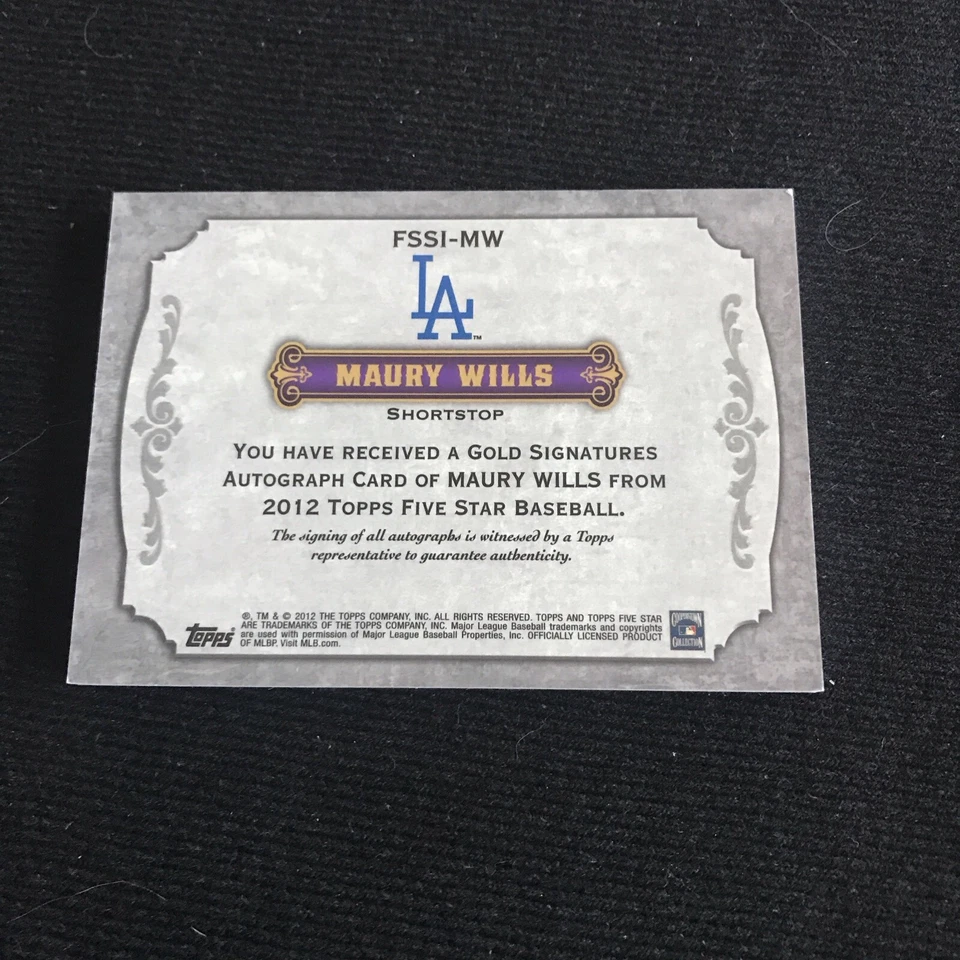 FSSI-MW
LA™
MAURY WILLS
SHORTSTOP
YOU HAVE RECEIVED A GOLD SIGNATURES
AUTOGRAPH CARD OF MAURY WILLS FROM
2012 TOPPS FIVE STAR BASEBALL.
The signing of all autographs is witnessed by a Topps
representative to guarantee authenticity.
Topps®
®, TM & © 2012 THE TOPPS COMPANY, INC. ALL RIGHTS RESERVED. TOPPS AND TOPPS FIVE STAR
ARE TRADEMARKS OF THE TOPPS COMPANY, INC. Major League Baseball trademarks and copyrights
are used with permission of Major League Baseball Properties, Inc. OFFICIALLY LICENSED PRODUCT
OF MLBP. Visit MLB.com.
COOPERSTOWN
COLLECTION